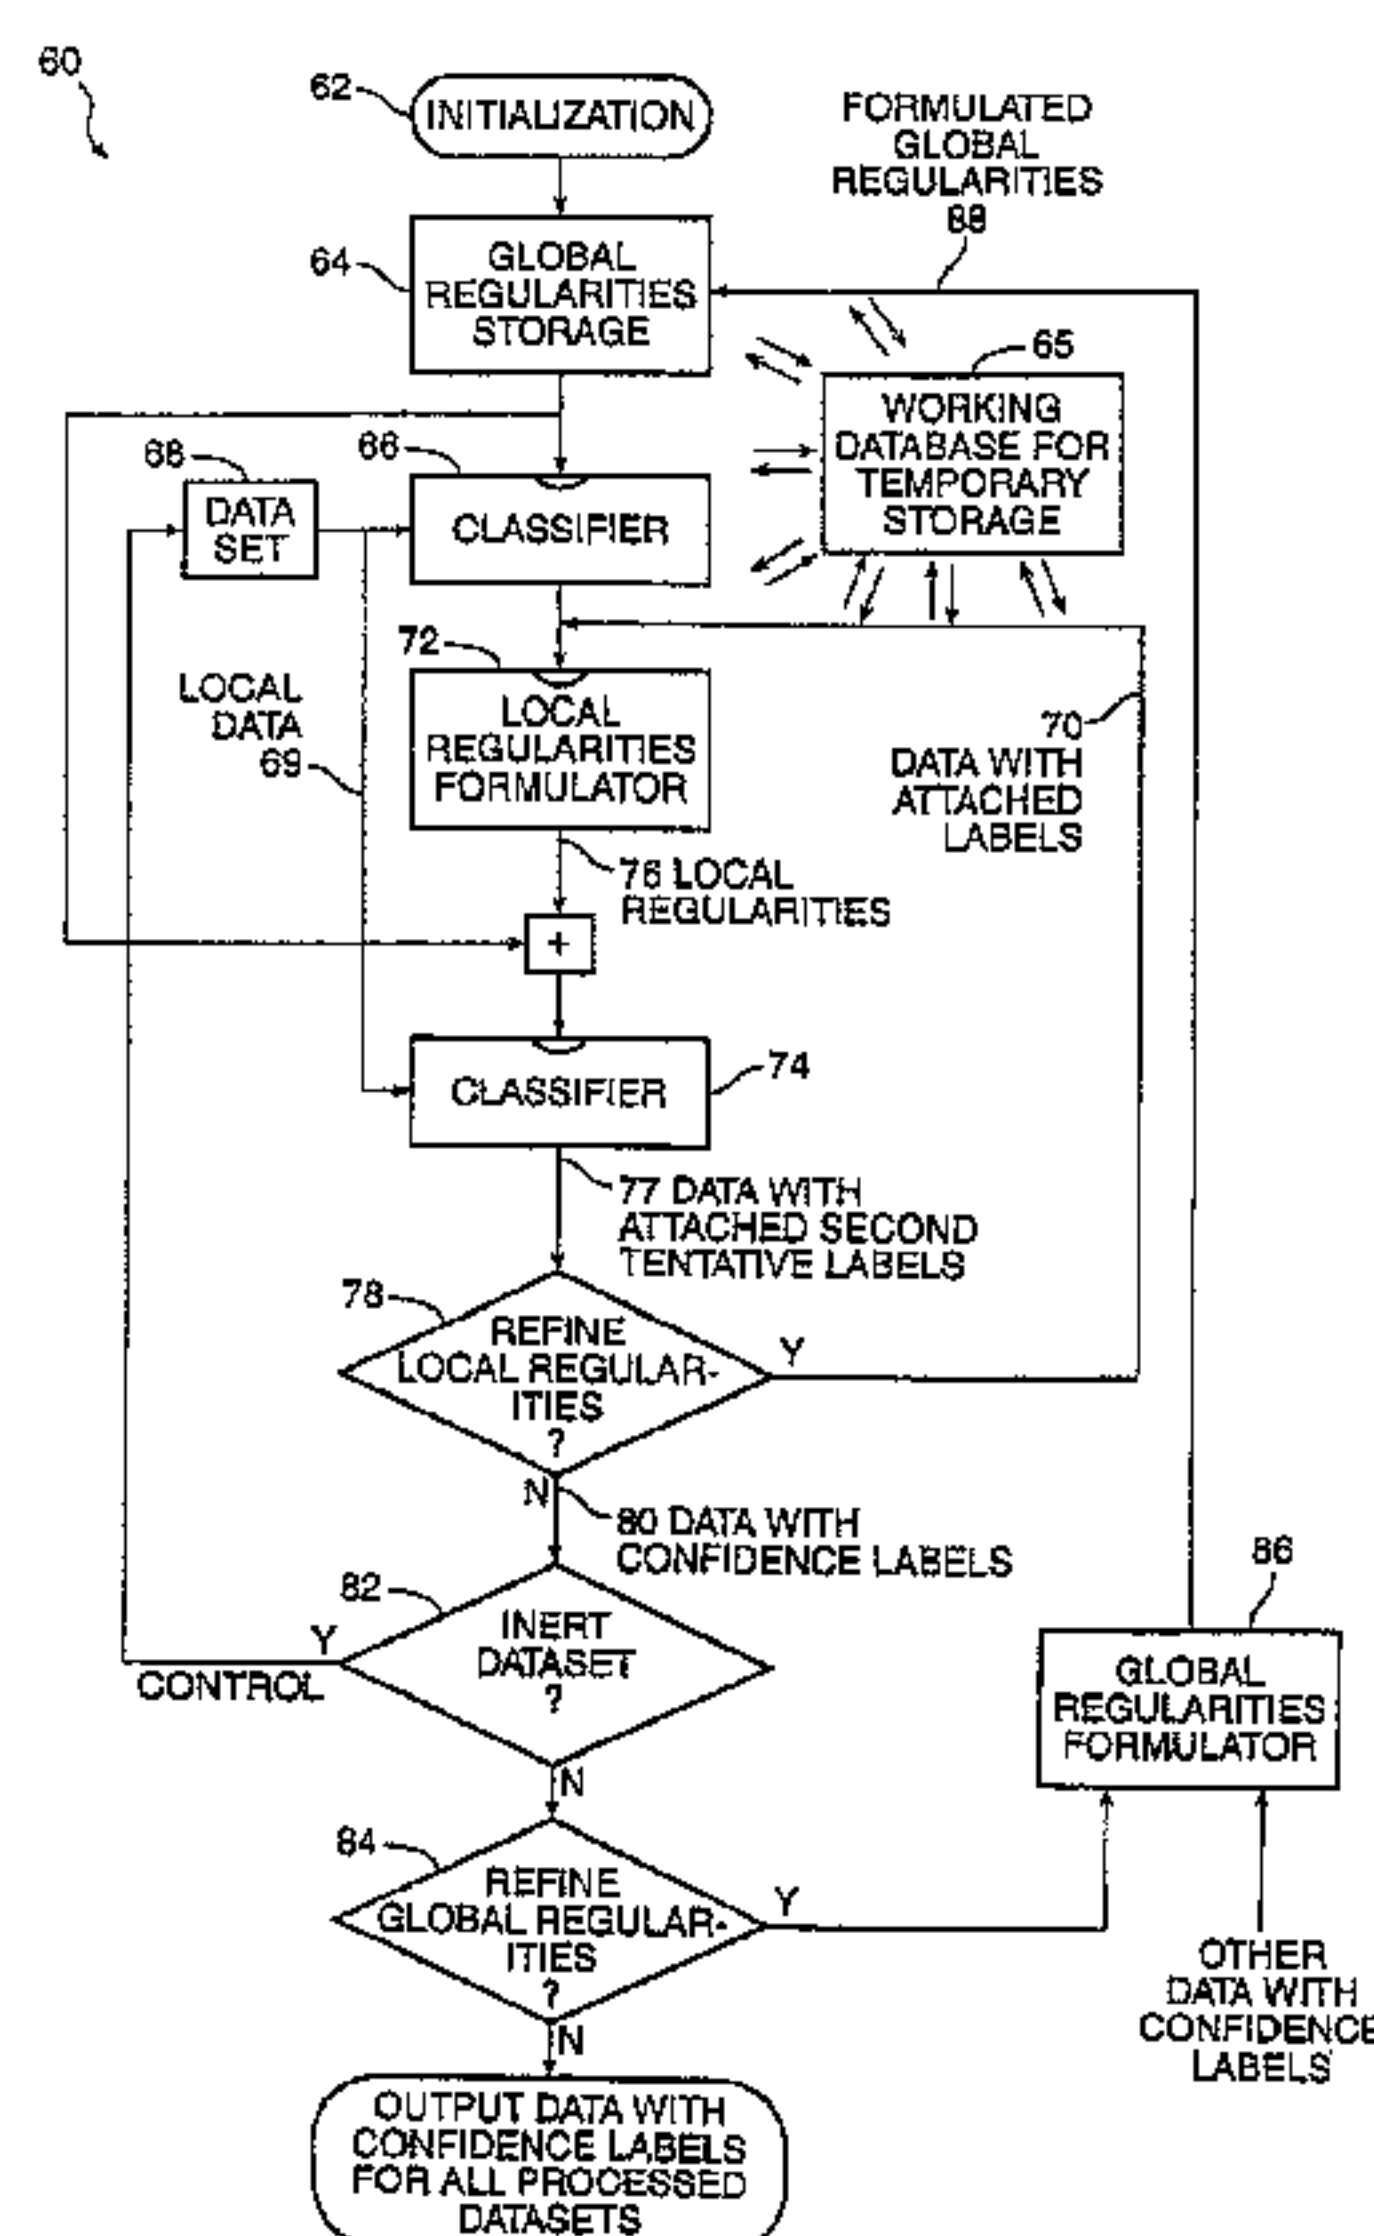 60
62
INITIALIZATION
FORMULATED
GLOBAL
REGULARITIES
88
64
GLOBAL
REGULARITIES
STORAGE
65
WORKING
DATABASE FOR
TEMPORARY
STORAGE
68
DATA
SET
66
CLASSIFIER
72
LOCAL
REGULARITIES
FORMULATOR
LOCAL
DATA
69
70
DATA WITH
ATTACHED
LABELS
76 LOCAL
REGULARITIES
+
CLASSIFIER
74
77 DATA WITH
ATTACHED SECOND
TENTATIVE LABELS
78
REFINE
LOCAL REGULAR-
ITIES
?
Y
N
80 DATA WITH
CONFIDENCE LABELS
82
INERT
DATASET
?
Y
CONTROL
N
86
GLOBAL
REGULARITIES
FORMULATOR
84
REFINE
GLOBAL REGULAR-
ITIES
?
Y
N
OTHER
DATA WITH
CONFIDENCE
LABELS
OUTPUT DATA WITH
CONFIDENCE LABELS
FOR ALL PROCESSED
DATASETS